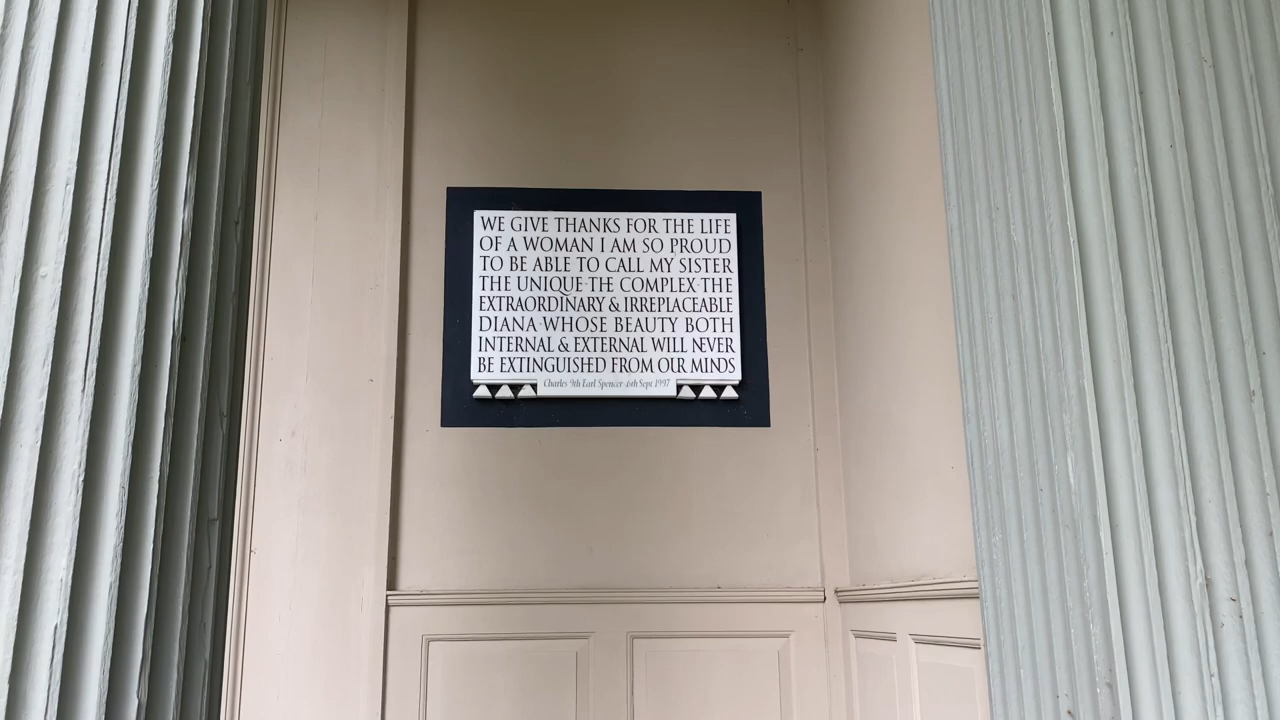 WE GIVE THANKS FOR THE LIFE
OF A WOMAN I AM SO PROUD
TO BE ABLE TO CALL MY SISTER
THE UNIQUE·THE COMPLEX·THE
EXTRAORDINARY & IRREPLACEABLE
DIANA·WHOSE BEAUTY BOTH
INTERNAL & EXTERNAL WILL NEVER
BE EXTINGUISHED FROM OUR MINDS
Charles 9th Earl Spencer·6th Sept 1997